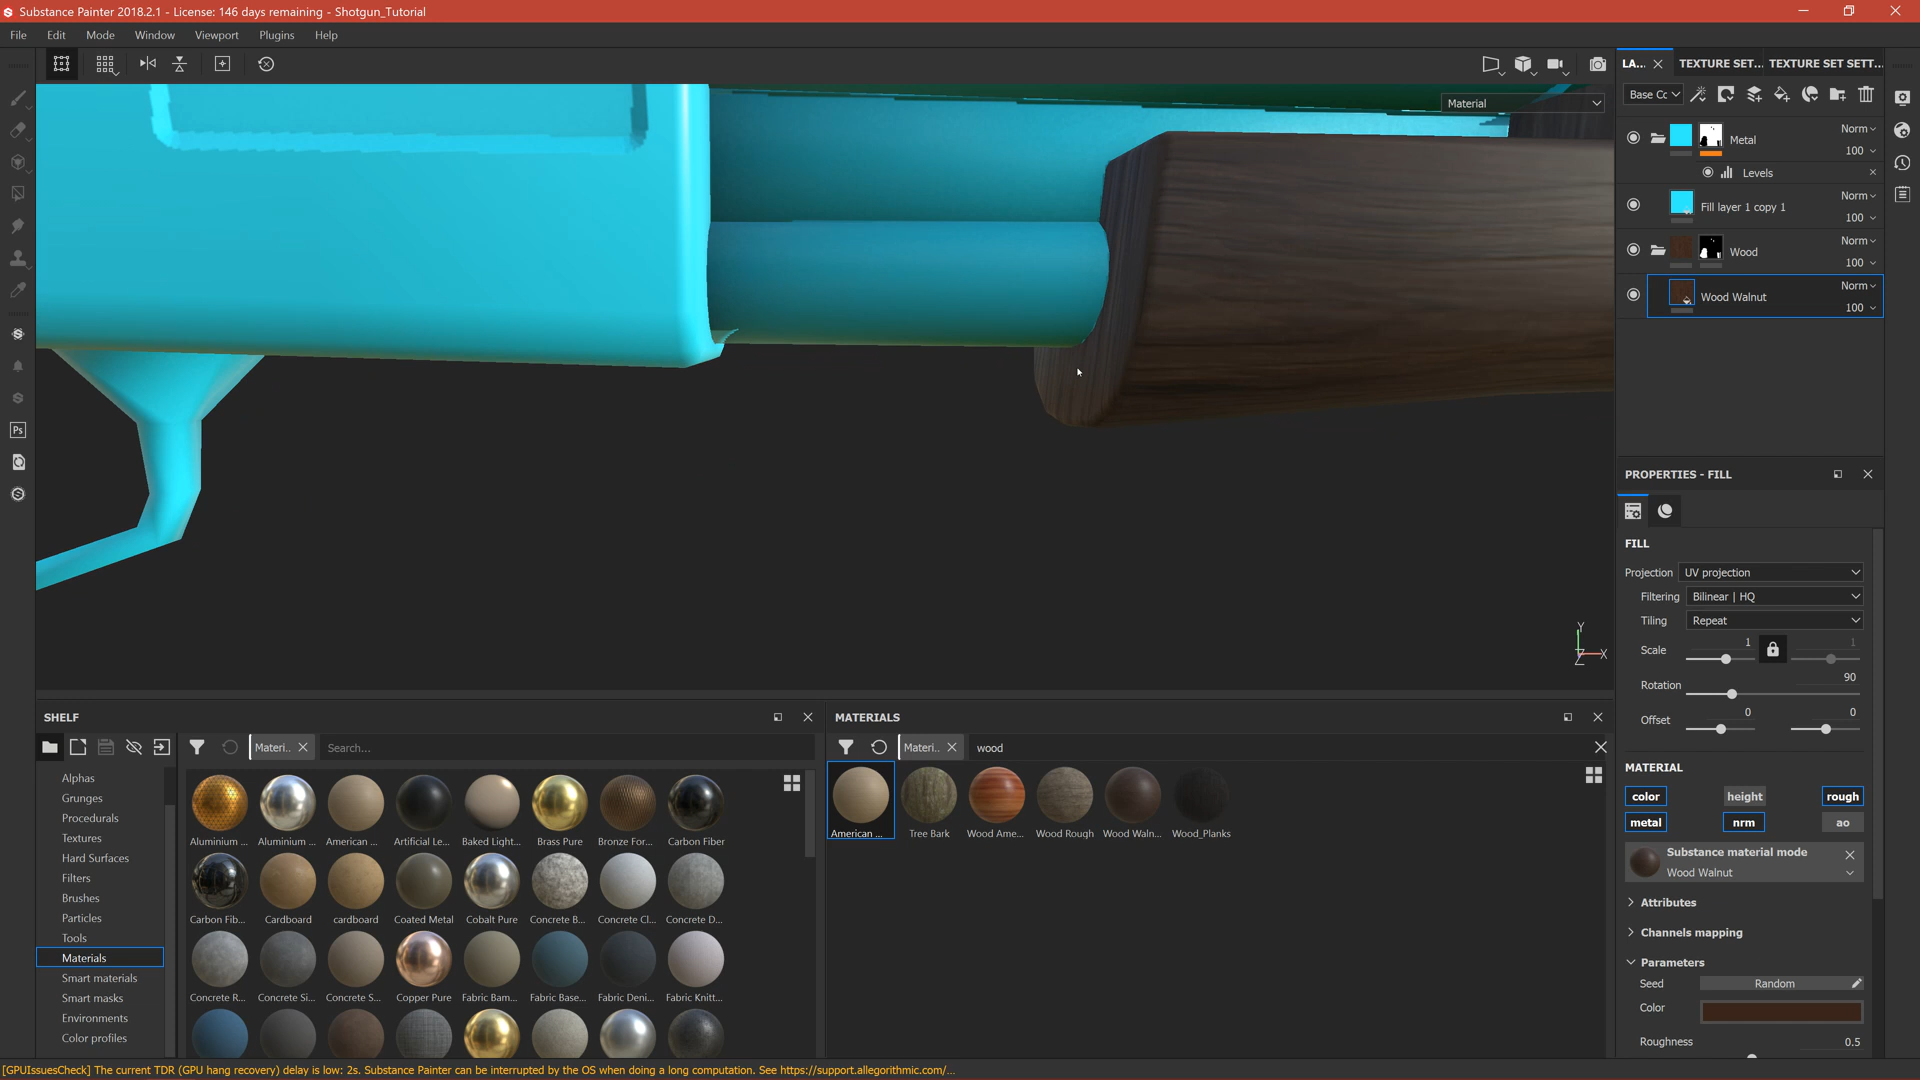 Substance Painter 2018.2.1 - License: 146 days remaining - Shotgun_Tutorial
File Edit Mode Window Viewport Plugins Help
LA... TEXTURE SET... TEXTURE SET SETT...
Material
Base Cc
Metal Norm 100
Levels
Fill layer 1 copy 1 Norm 100
Wood Norm 100
Wood Walnut Norm 100
Ps
PROPERTIES - FILL
FILL
Projection UV projection
Filtering Bilinear | HQ
Tiling Repeat
Scale 1 1
Rotation 90
Offset 0 0
MATERIAL
color height rough
metal nrm ao
Substance material mode
Wood Walnut
Attributes
Channels mapping
Parameters
Seed Random
Color
Roughness 0.5
Y
X
Z
SHELF
Materi.. Search...
Alphas
Grunges
Procedurals
Textures
Hard Surfaces
Filters
Brushes
Particles
Tools
Materials
Smart materials
Smart masks
Environments
Color profiles
Aluminium ... Aluminium ... American ... Artificial Le... Baked Light... Brass Pure Bronze For... Carbon Fiber
Carbon Fib... Cardboard cardboard Coated Metal Cobalt Pure Concrete B... Concrete Cl... Concrete D...
Concrete R... Concrete Si... Concrete S... Copper Pure Fabric Bam... Fabric Base... Fabric Deni... Fabric Knitt...
MATERIALS
Materi.. wood
American ... Tree Bark Wood Ame... Wood Rough Wood Waln... Wood_Planks
[GPUIssuesCheck] The current TDR (GPU hang recovery) delay is low: 2s. Substance Painter can be interrupted by the OS when doing a long computation. See https://support.allegorithmic.com/...